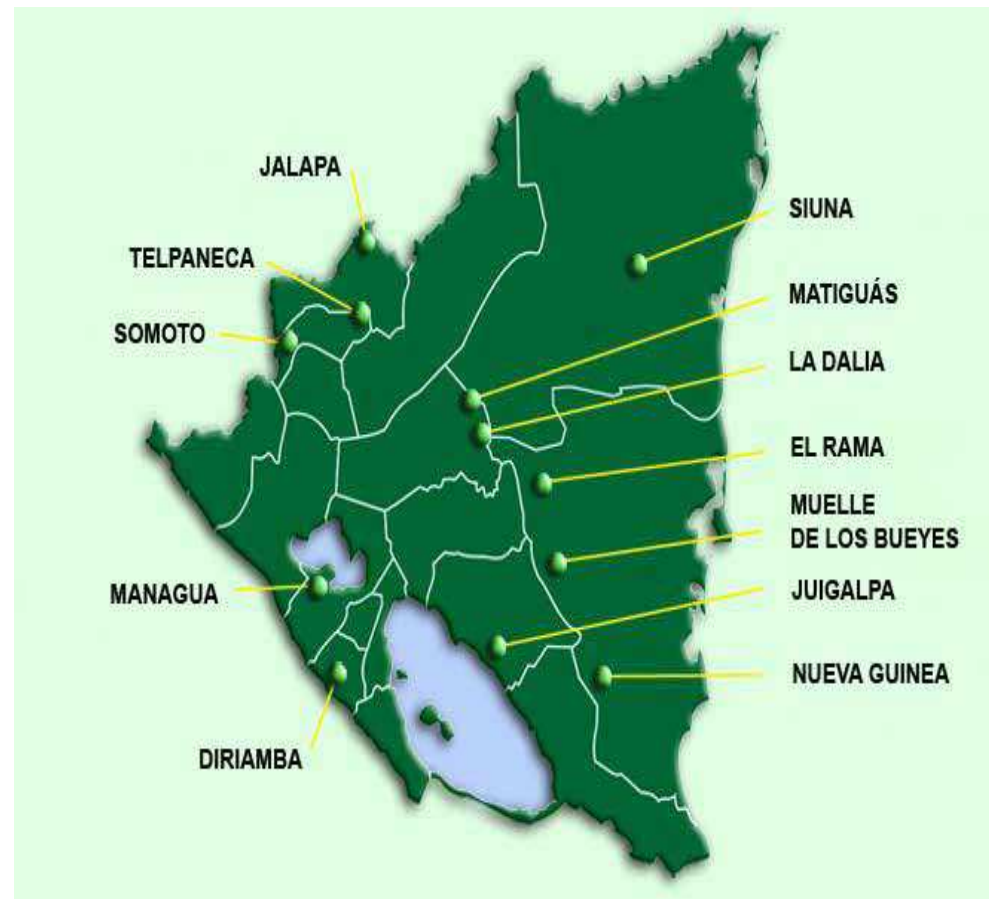 JALAPA
TELPANECA
SOMOTO
MANAGUA
DIRIAMBA
SIUNA
MATIGUÁS
LA DALIA
EL RAMA
MUELLE
DE LOS BUEYES
JUIGALPA
NUEVA GUINEA